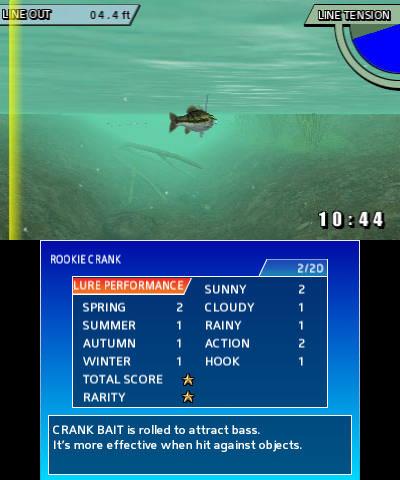 LINE OUT 04.4 ft
LINE TENSION
10:44
ROOKIE CRANK
2/20
LURE PERFORMANCE
SPRING 2
SUMMER 1
AUTUMN 1
WINTER 1
TOTAL SCORE
RARITY
SUNNY 2
CLOUDY 1
RAINY 1
ACTION 2
HOOK 1
CRANK BAIT is rolled to attract bass.
It's more effective when hit against objects.